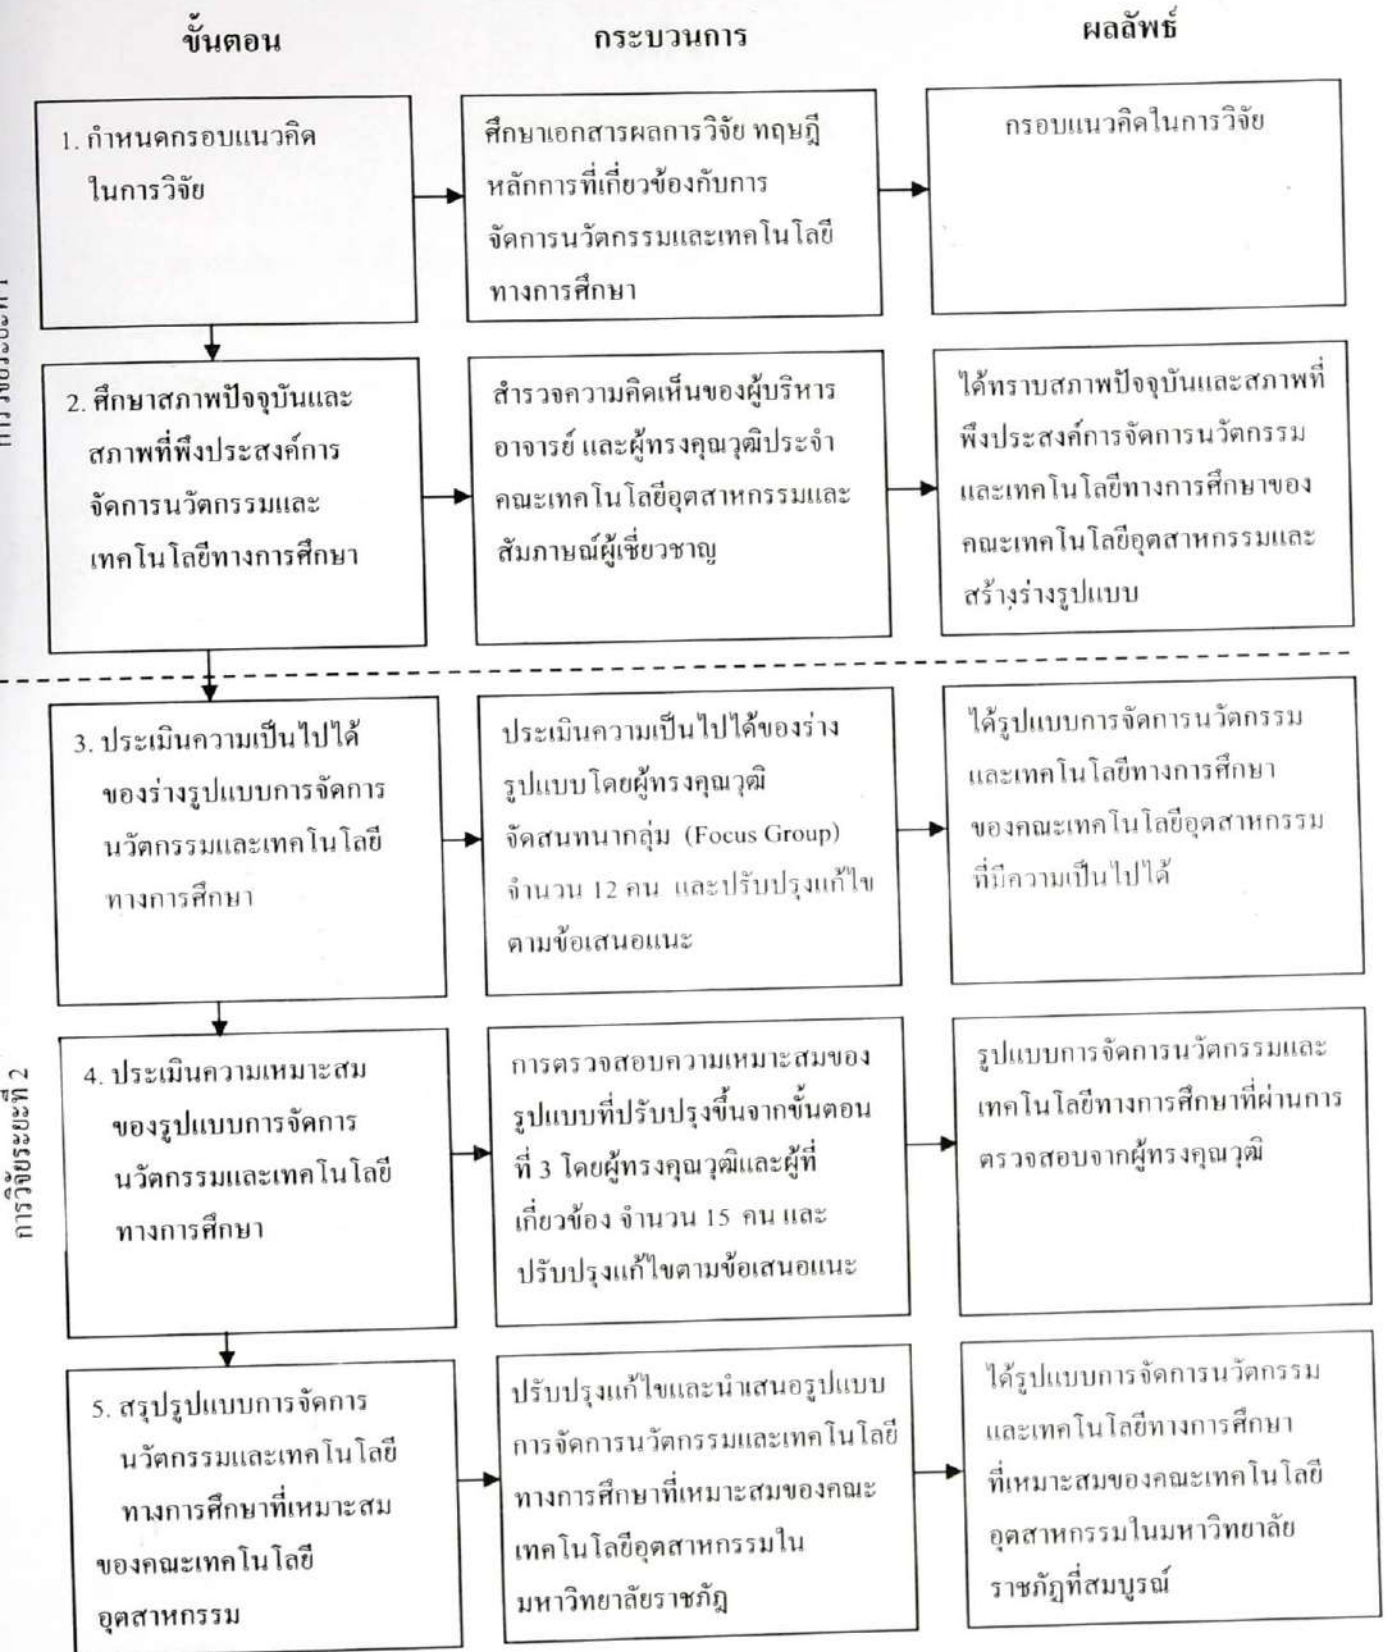 ขั้นตอน
กระบวนการ
ผลลัพธ์
1. กำหนดกรอบแนวคิด
ในการวิจัย
ศึกษาเอกสารผลการวิจัย ทฤษฎี
หลักการที่เกี่ยวข้องกับการ
จัดการนวัตกรรมและเทคโนโลยี
ทางการศึกษา
กรอบแนวคิดในการวิจัย
2. ศึกษาสภาพปัจจุบันและ
สภาพที่พึงประสงค์การ
จัดการนวัตกรรมและ
เทคโนโลยีทางการศึกษา
สำรวจความคิดเห็นของผู้บริหาร
อาจารย์ และผู้ทรงคุณวุฒิประจำ
คณะเทคโนโลยีอุตสาหกรรมและ
สัมภาษณ์ผู้เชี่ยวชาญ
ได้ทราบสภาพปัจจุบันและสภาพที่
พึงประสงค์การจัดการนวัตกรรม
และเทคโนโลยีทางการศึกษาของ
คณะเทคโนโลยีอุตสาหกรรมและ
สร้างร่างรูปแบบ
3. ประเมินความเป็นไปได้
ของร่างรูปแบบการจัดการ
นวัตกรรมและเทคโนโลยี
ทางการศึกษา
ประเมินความเป็นไปได้ของร่าง
รูปแบบโดยผู้ทรงคุณวุฒิ
จัดสนทนากลุ่ม (Focus Group)
จำนวน 12 คน และปรับปรุงแก้ไข
ตามข้อเสนอแนะ
ได้รูปแบบการจัดการนวัตกรรม
และเทคโนโลยีทางการศึกษา
ของคณะเทคโนโลยีอุตสาหกรรม
ที่มีความเป็นไปได้
การวิจัยระยะที่ 2
4. ประเมินความเหมาะสม
ของรูปแบบการจัดการ
นวัตกรรมและเทคโนโลยี
ทางการศึกษา
การตรวจสอบความเหมาะสมของ
รูปแบบที่ปรับปรุงขึ้นจากขั้นตอน
ที่ 3 โดยผู้ทรงคุณวุฒิและผู้ที่
เกี่ยวข้อง จำนวน 15 คน และ
ปรับปรุงแก้ไขตามข้อเสนอแนะ
รูปแบบการจัดการนวัตกรรมและ
เทคโนโลยีทางการศึกษาที่ผ่านการ
ตรวจสอบจากผู้ทรงคุณวุฒิ
5. สรุปรูปแบบการจัดการ
นวัตกรรมและเทคโนโลยี
ทางการศึกษาที่เหมาะสม
ของคณะเทคโนโลยี
อุตสาหกรรม
ปรับปรุงแก้ไขและนำเสนอรูปแบบ
การจัดการนวัตกรรมและเทคโนโลยี
ทางการศึกษาที่เหมาะสมของคณะ
เทคโนโลยีอุตสาหกรรมใน
มหาวิทยาลัยราชภัฏ
ได้รูปแบบการจัดการนวัตกรรม
และเทคโนโลยีทางการศึกษา
ที่เหมาะสมของคณะเทคโนโลยี
อุตสาหกรรมในมหาวิทยาลัย
ราชภัฏที่สมบูรณ์